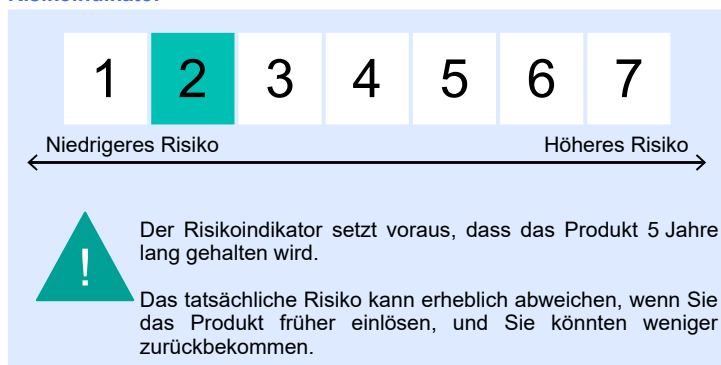 Risikoindikator
1 2 3 4 5 6 7
Niedrigeres Risiko Höheres Risiko
! Der Risikoindikator setzt voraus, dass das Produkt 5 Jahre
lang gehalten wird.
Das tatsächliche Risiko kann erheblich abweichen, wenn Sie
das Produkt früher einlösen, und Sie könnten weniger
zurückbekommen.